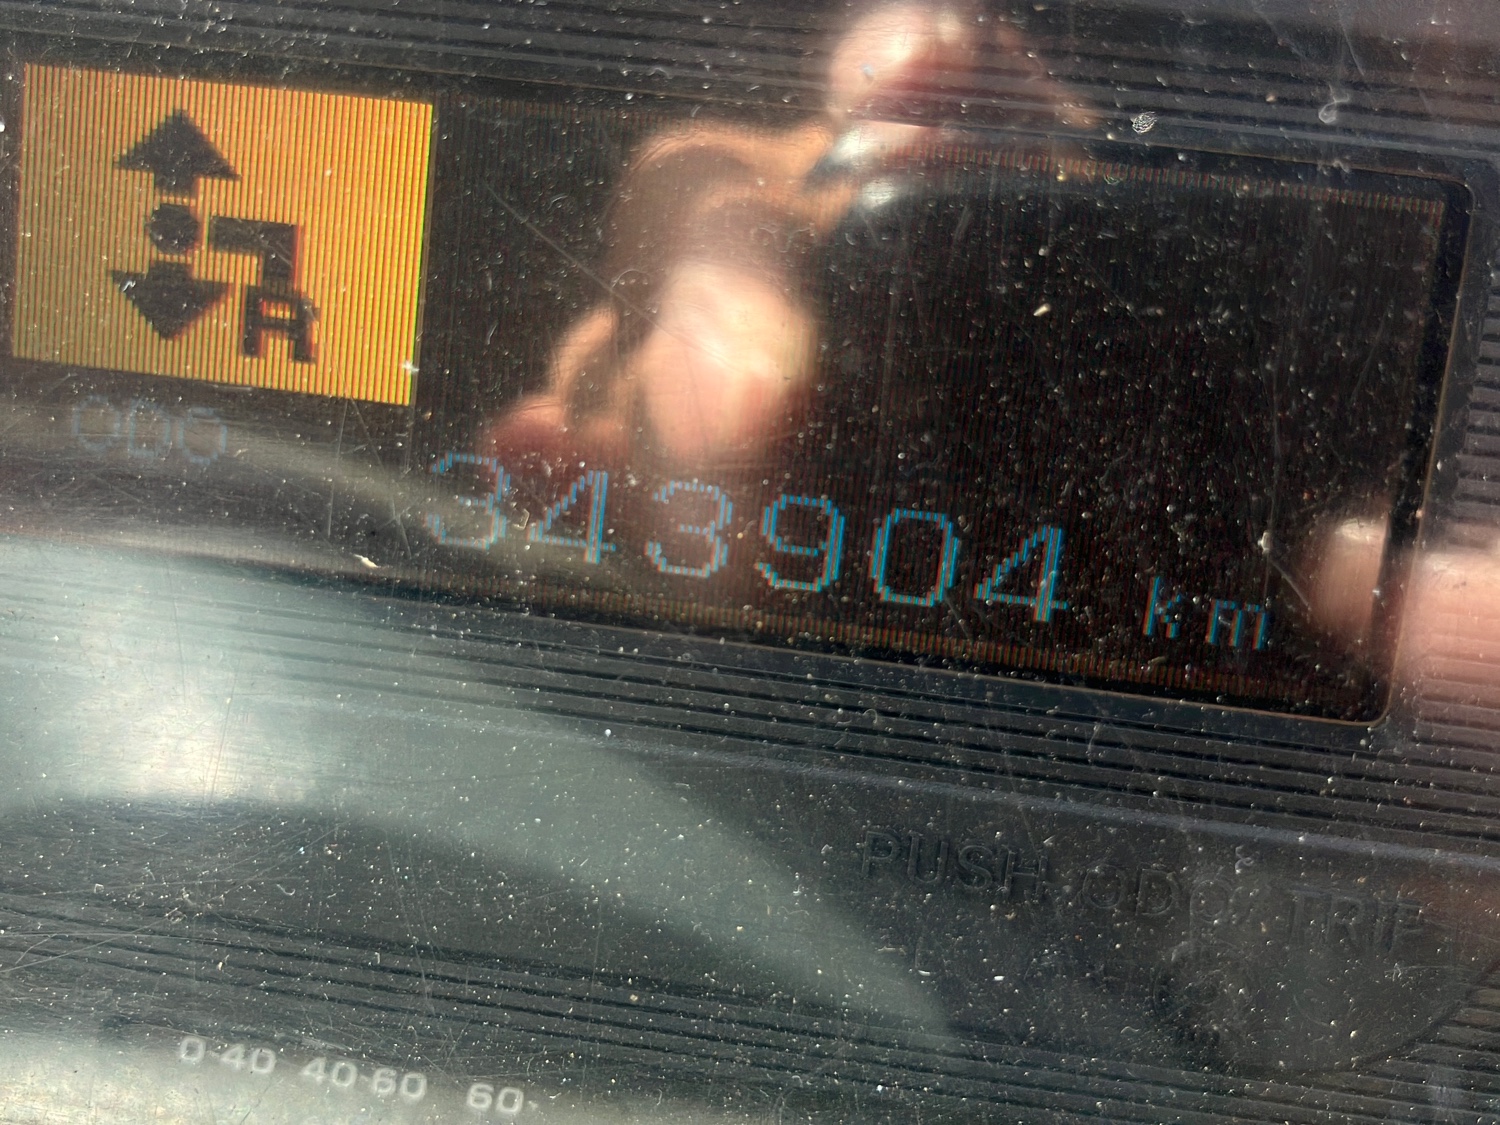 A
ODO
343904 km
PUSH ODO/TRIP
0-40 40-60 60-